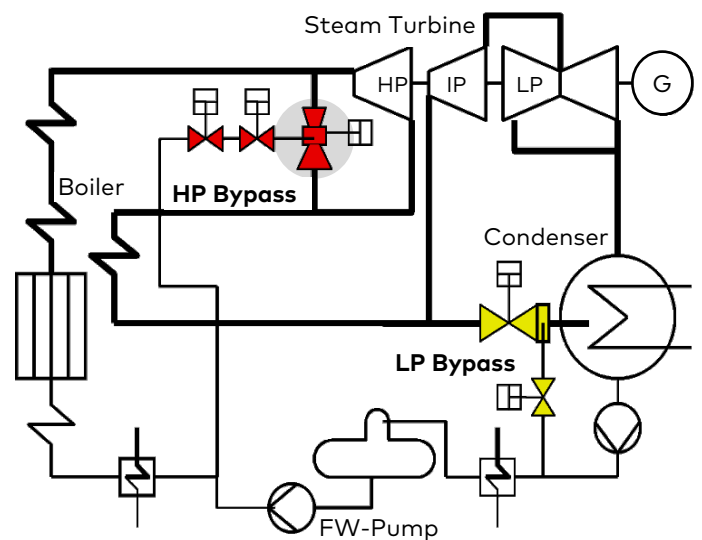 Steam Turbine
HP
IP
LP
G
Boiler
HP Bypass
Condenser
LP Bypass
FW-Pump